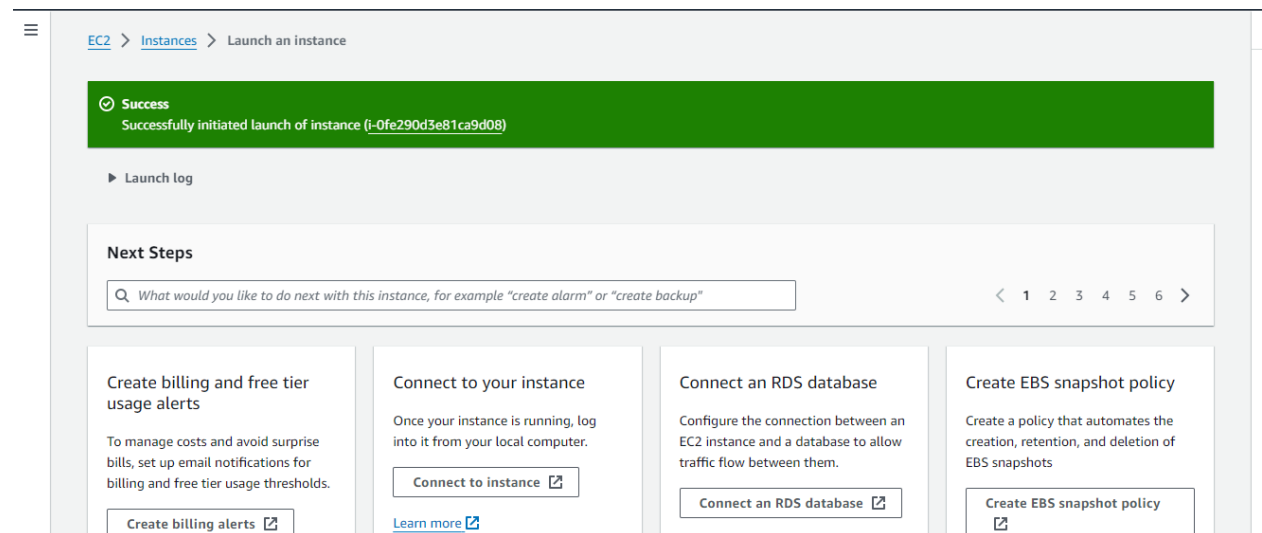 EC2 > Instances > Launch an instance
Success
Successfully initiated launch of instance (i-0fe290d3e81ca9d08)
Launch log
Next Steps
What would you like to do next with this instance, for example “create alarm” or “create backup”
1 2 3 4 5 6
Create billing and free tier
usage alerts
To manage costs and avoid surprise
bills, set up email notifications for
billing and free tier usage thresholds.
Create billing alerts
Connect to your instance
Once your instance is running, log
into it from your local computer.
Connect to instance
Learn more
Connect an RDS database
Configure the connection between an
EC2 instance and a database to allow
traffic flow between them.
Connect an RDS database
Create EBS snapshot policy
Create a policy that automates the
creation, retention, and deletion of
EBS snapshots
Create EBS snapshot policy